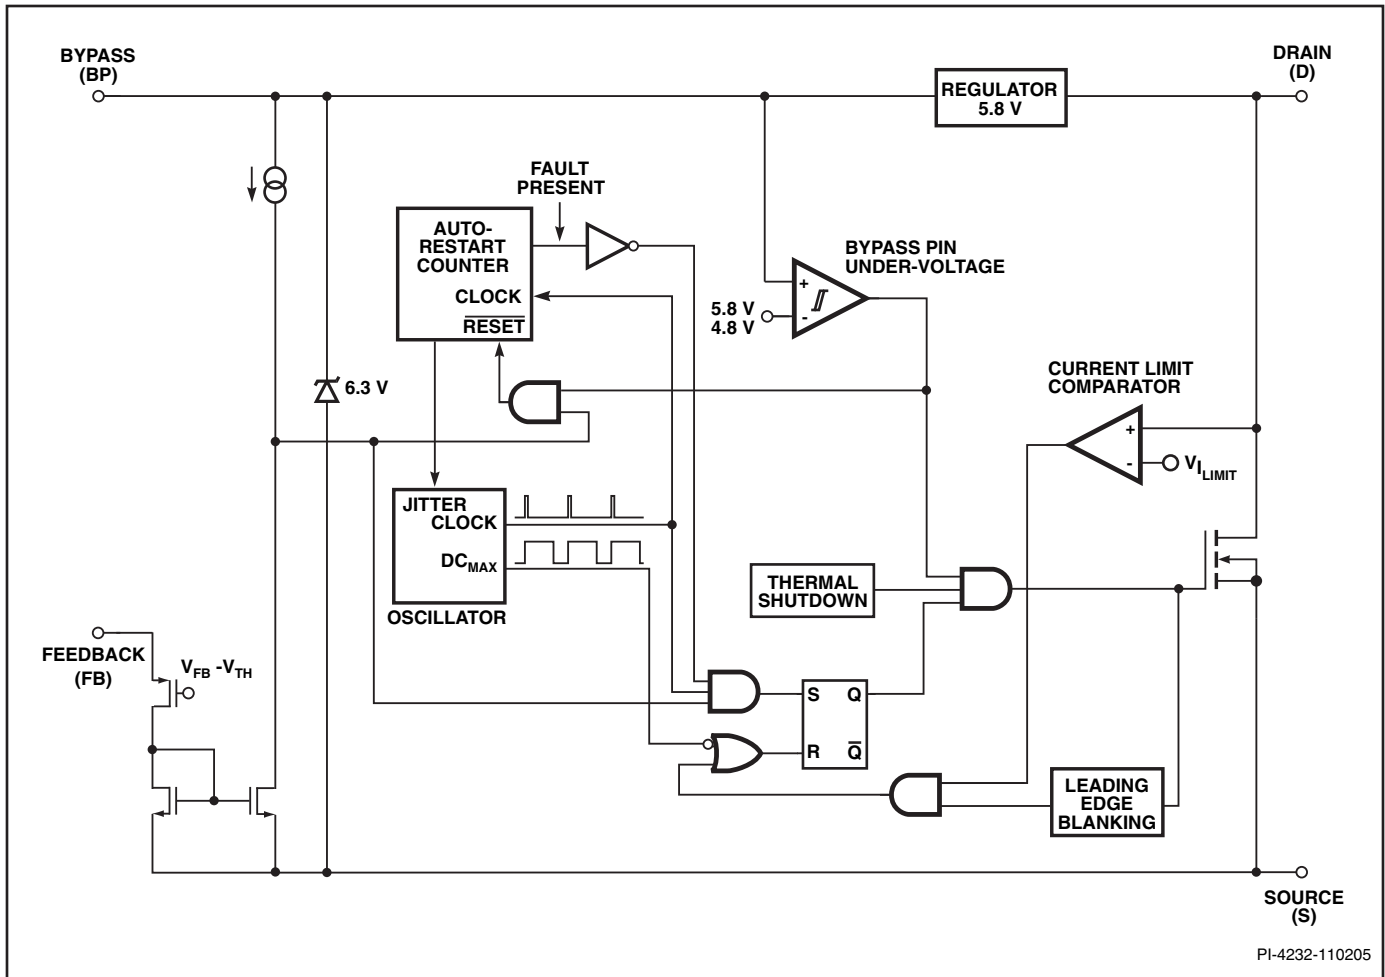 BYPASS
(BP)
DRAIN
(D)
REGULATOR
5.8 V
FAULT
PRESENT
AUTO-
RESTART
COUNTER
CLOCK
RESET
BYPASS PIN
UNDER-VOLTAGE
+
-
5.8 V
4.8 V
CURRENT LIMIT
COMPARATOR
+
-
VILIMIT
6.3 V
JITTER
CLOCK
DCMAX
OSCILLATOR
THERMAL
SHUTDOWN
FEEDBACK
(FB)
VFB -VTH
S Q
R Q̅
LEADING
EDGE
BLANKING
SOURCE
(S)
PI-4232-110205